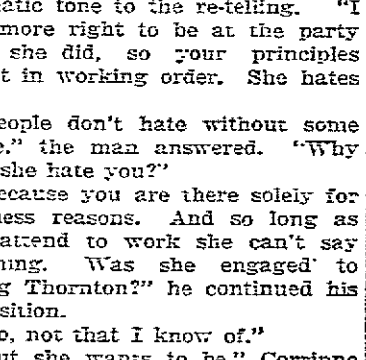 atic tone to the re-telling. "I
more right to be at the party
she did, so your principles
t in working order. She hates
eople don't hate without some
e." the man answered. "Why
she hate you?"
ecause you are there solely for
ness reasons. And so long as
attend to work she can't say
hing. Was she engaged to
g Thornton?" he continued his
sition.
o, not that I know of."
ut she wants to be," Corrinne